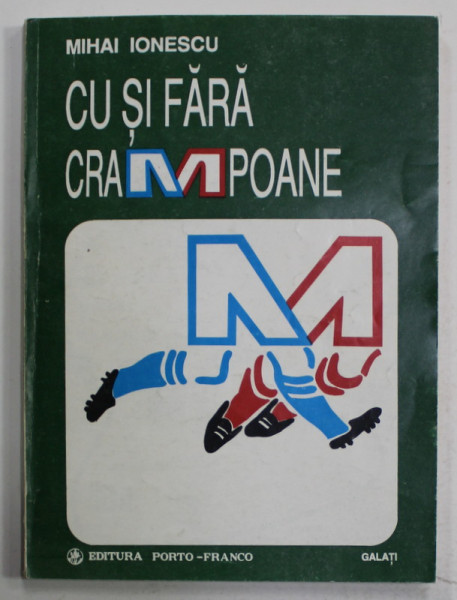 MIHAI IONESCU
CU ȘI FĂRĂ
CRAMPOANE
M
EDITURA PORTO-FRANCO
GALAȚI